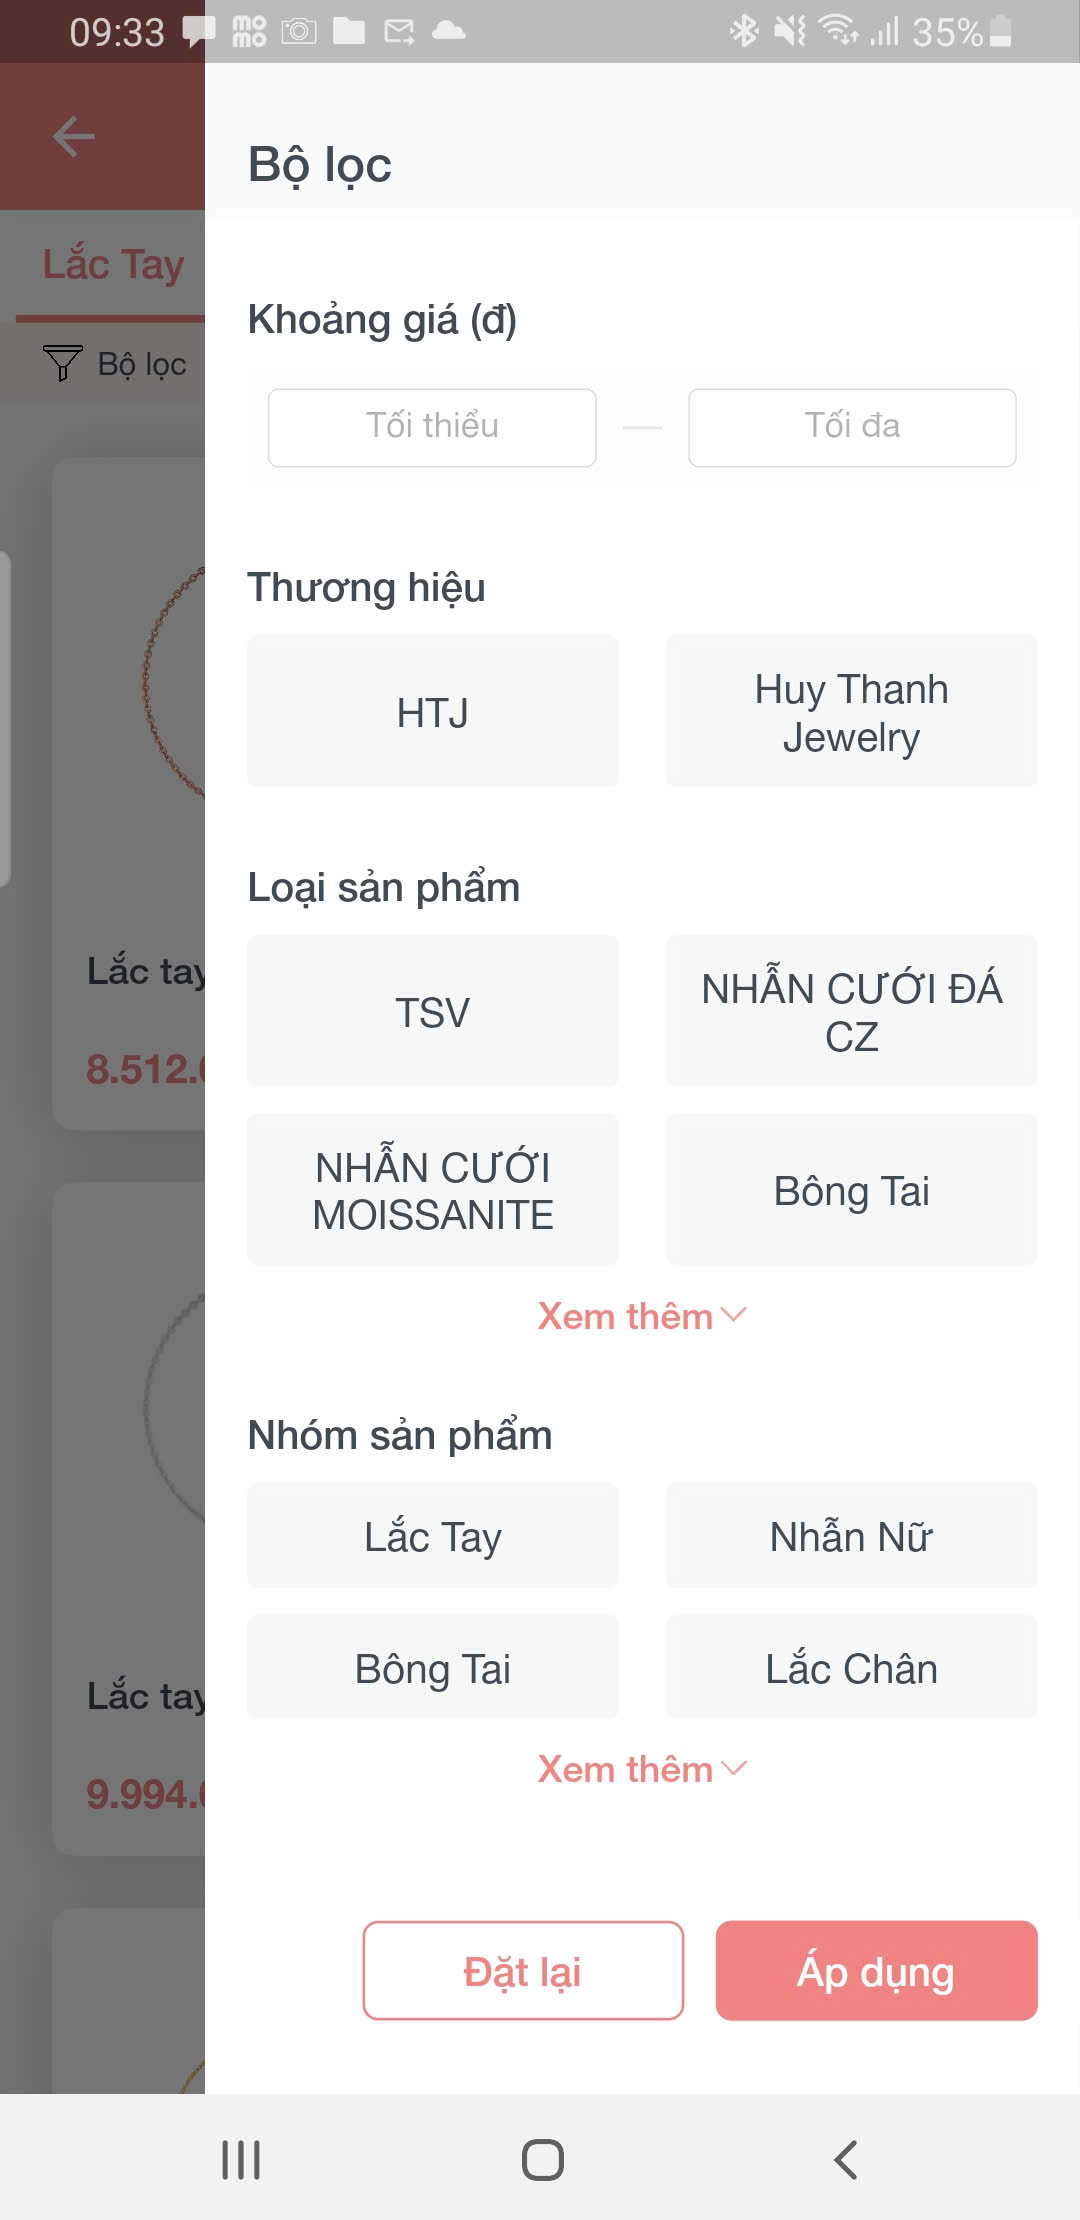 09:33
35%
Bộ lọc
Lắc Tay
Bộ lọc
Khoảng giá (đ)
Tối thiểu
Tối đa
Thương hiệu
HTJ
Huy Thanh
Jewelry
Loại sản phẩm
TSV
NHẪN CƯỚI ĐÁ
CZ
NHẪN CƯỚI
MOISSANITE
Bông Tai
Xem thêm
Nhóm sản phẩm
Lắc Tay
Nhẫn Nữ
Bông Tai
Lắc Chân
Xem thêm
Đặt lại
Áp dụng
Lắc tay
8.512.
Lắc tay
9.994.